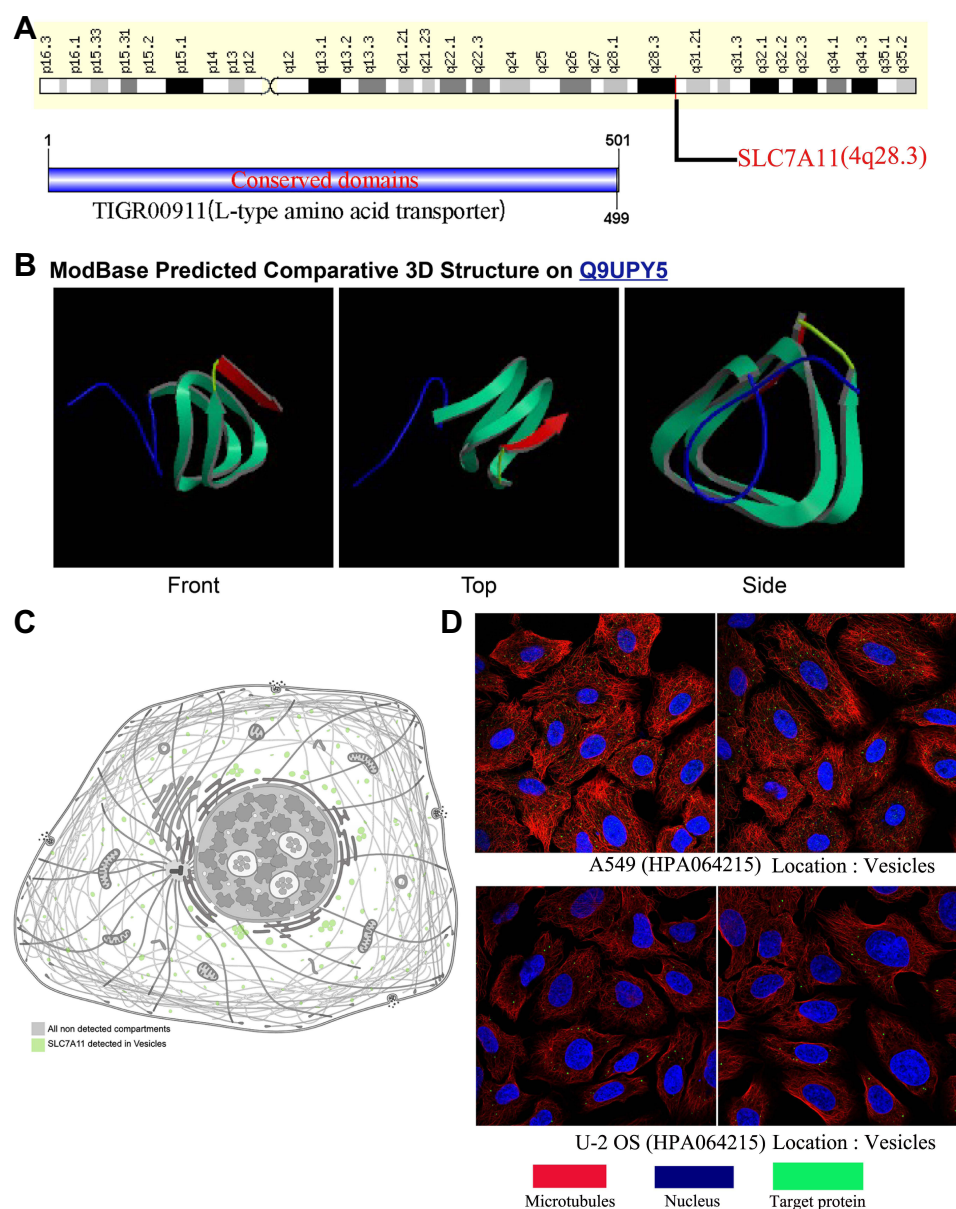 A
p16.3 p16.1 p15.33 p15.31 p15.2 p15.1 p14 p13 p12 q12 q13.1 q13.2 q13.3 q21.21 q21.23 q22.1 q22.3 q24 q25 q26 q27 q28.1 q28.3 q31.21 q31.1 q31.3 q32.1 q32.2 q32.3 q34.1 q34.3 q35.1 q35.2
1
501
SLC7A11(4q28.3)
Conserved domains
TIGR00911(L-type amino acid transporter)
499
B
ModBase Predicted Comparative 3D Structure on Q9UPY5
Front
Top
Side
C
All non detected compartments
SLC7A11 detected in Vesicles
D
A549 (HPA064215) Location : Vesicles
U-2 OS (HPA064215) Location : Vesicles
Microtubules
Nucleus
Target protein